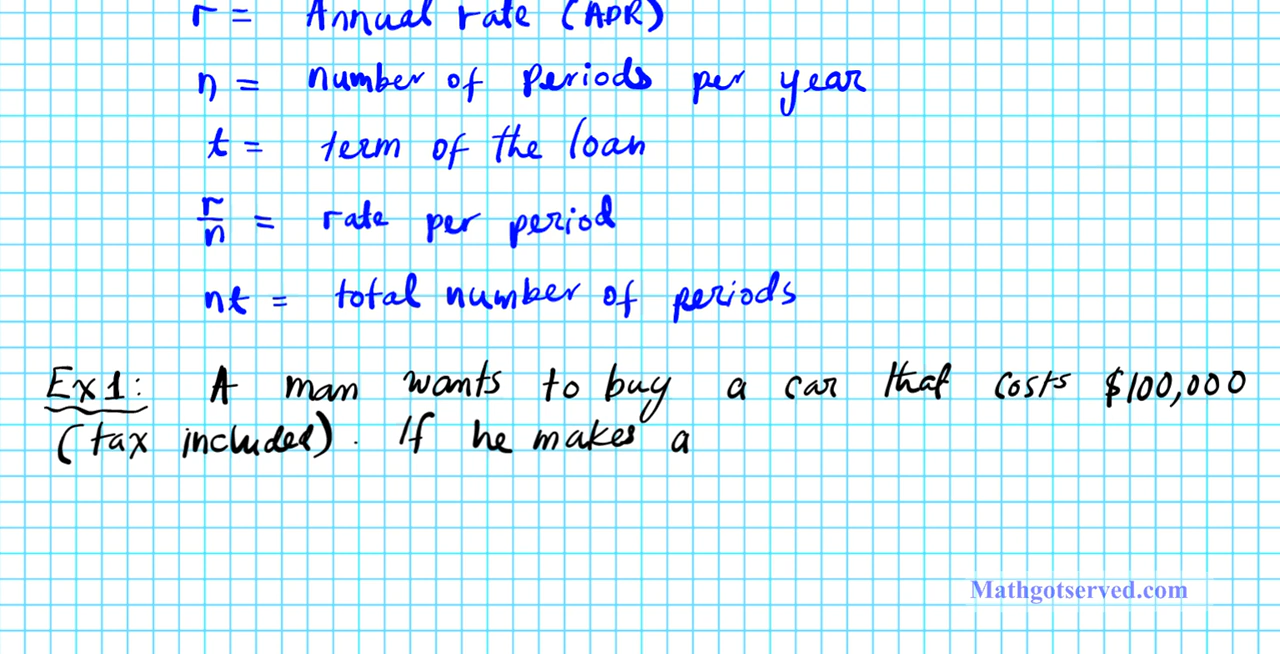 r = Annual rate (APR)
n = number of periods per year
t = term of the loan
r/n = rate per period
nt = total number of periods
Ex1: A man wants to buy a car that costs $100,000
(tax included). If he makes a
Mathgotserved.com